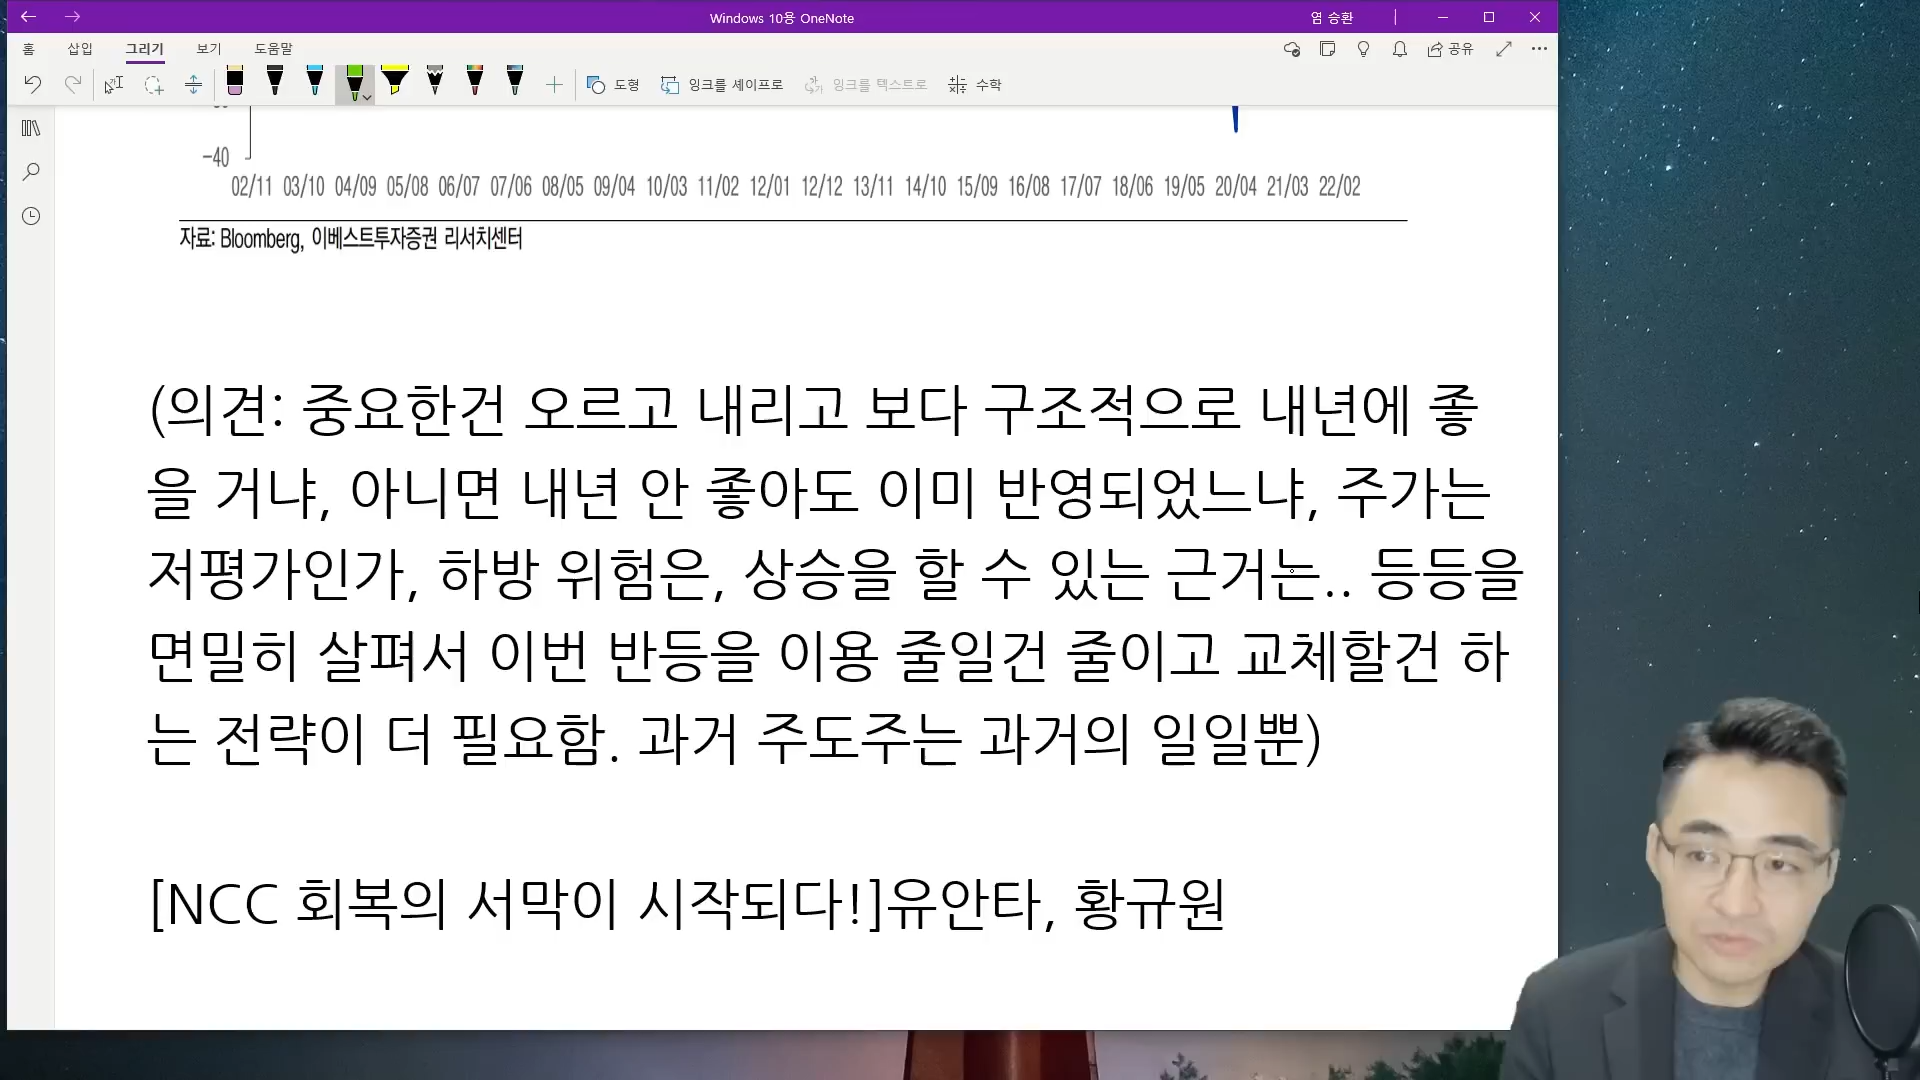 Windows 10용 OneNote
염 승환
홈 삽입 그리기 보기 도움말
공유
도형 잉크를 셰이프로 잉크를 텍스트로 수학
-40
02/11 03/10 04/09 05/08 06/07 07/06 08/05 09/04 10/03 11/02 12/01 12/12 13/11 14/10 15/09 16/08 17/07 18/06 19/05 20/04 21/03 22/02
자료: Bloomberg, 이베스트투자증권 리서치센터
(의견: 중요한건 오르고 내리고 보다 구조적으로 내년에 좋
을 거냐, 아니면 내년 안 좋아도 이미 반영되었느냐, 주가는
저평가인가, 하방 위험은, 상승을 할 수 있는 근거는.. 등등을
면밀히 살펴서 이번 반등을 이용 줄일건 줄이고 교체할건 하
는 전략이 더 필요함. 과거 주도주는 과거의 일일뿐)
[NCC 회복의 서막이 시작되다!]유안타, 황규원